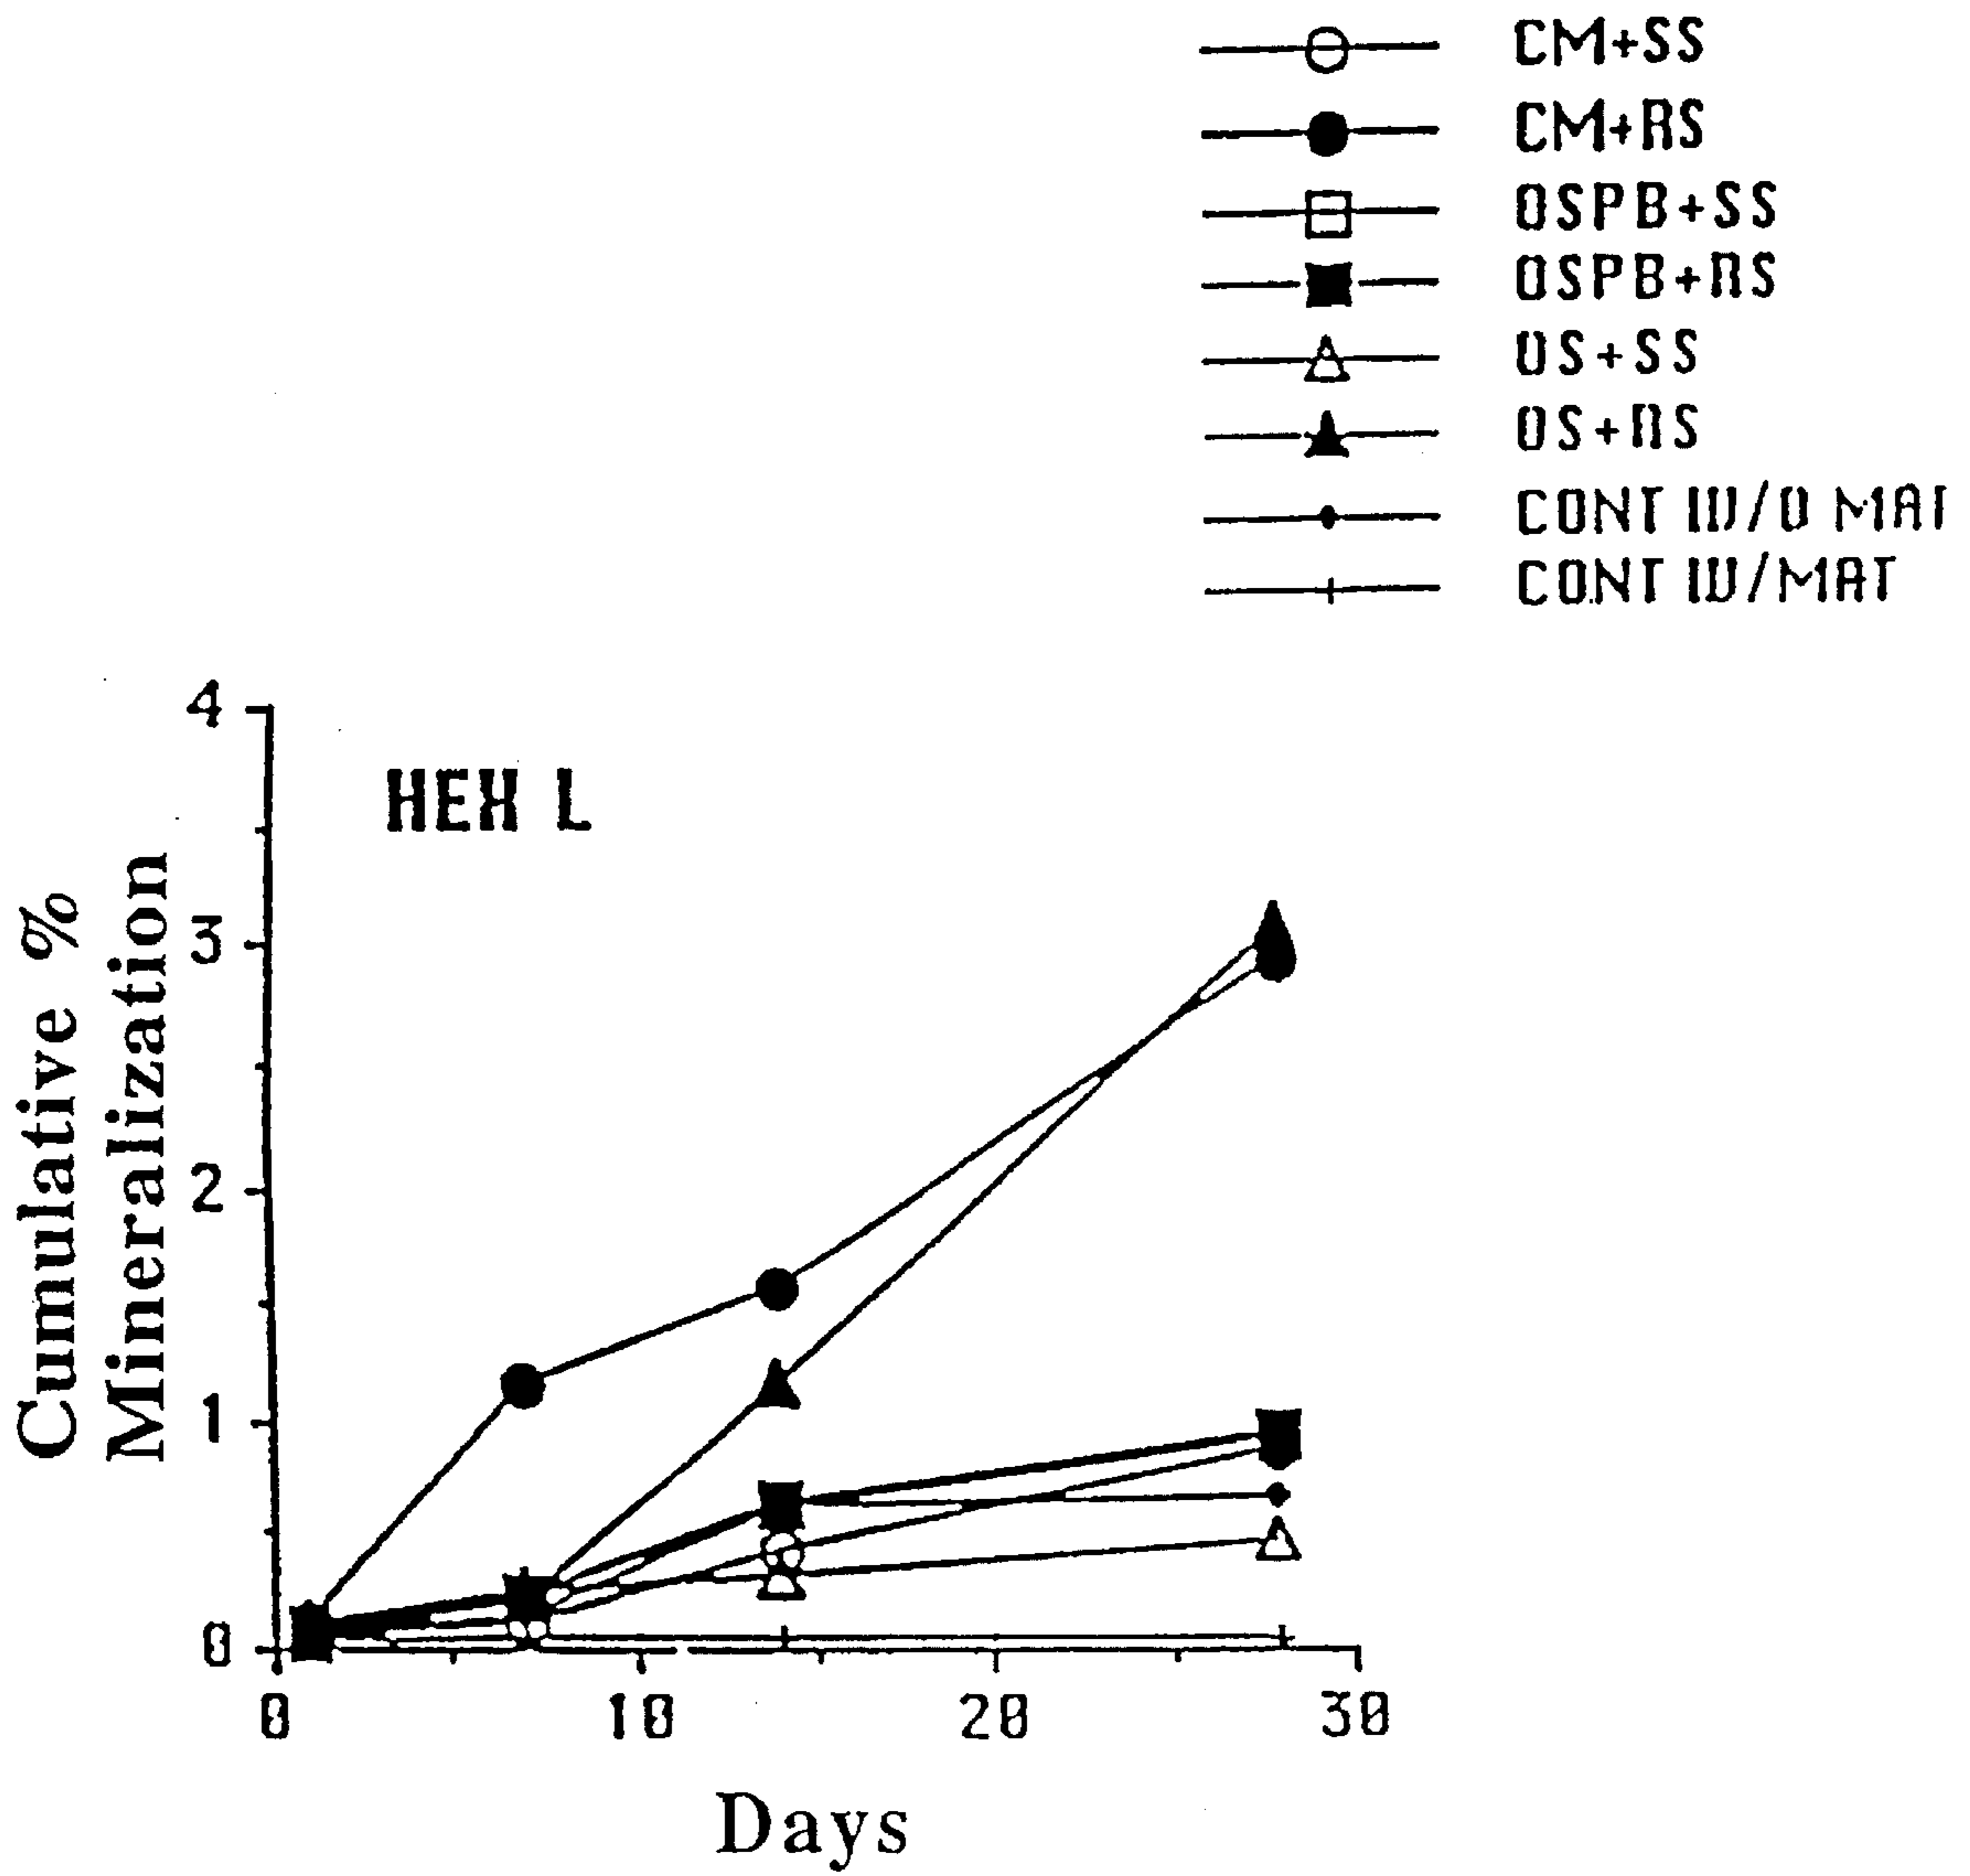 CM+SS
CM+RS
OSPB+SS
OSPB+RS
OS+SS
OS+RS
CONT W/O MAT
CONT W/MAT
4
HEX L
3
2
1
0
Cumulative %
Mineralization
0 10 20 30
Days